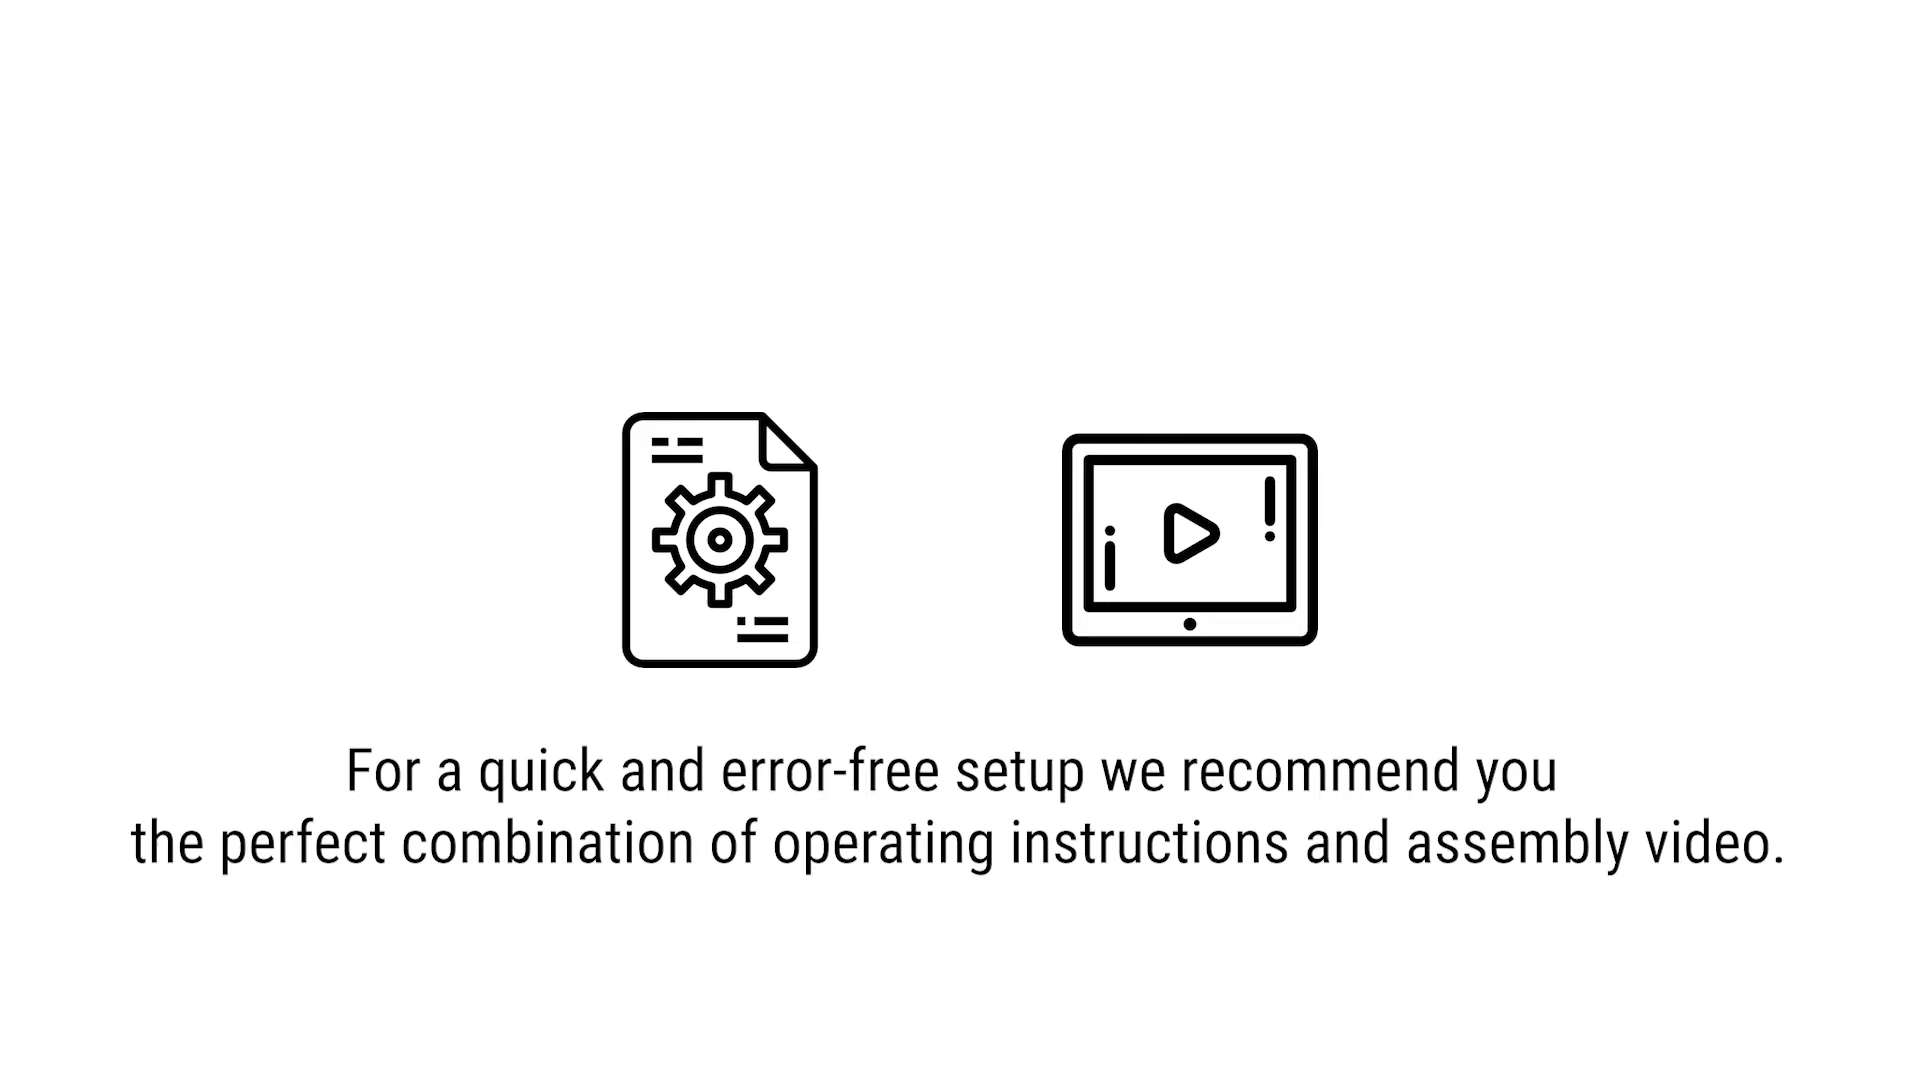 For a quick and error-free setup we recommend you
the perfect combination of operating instructions and assembly video.